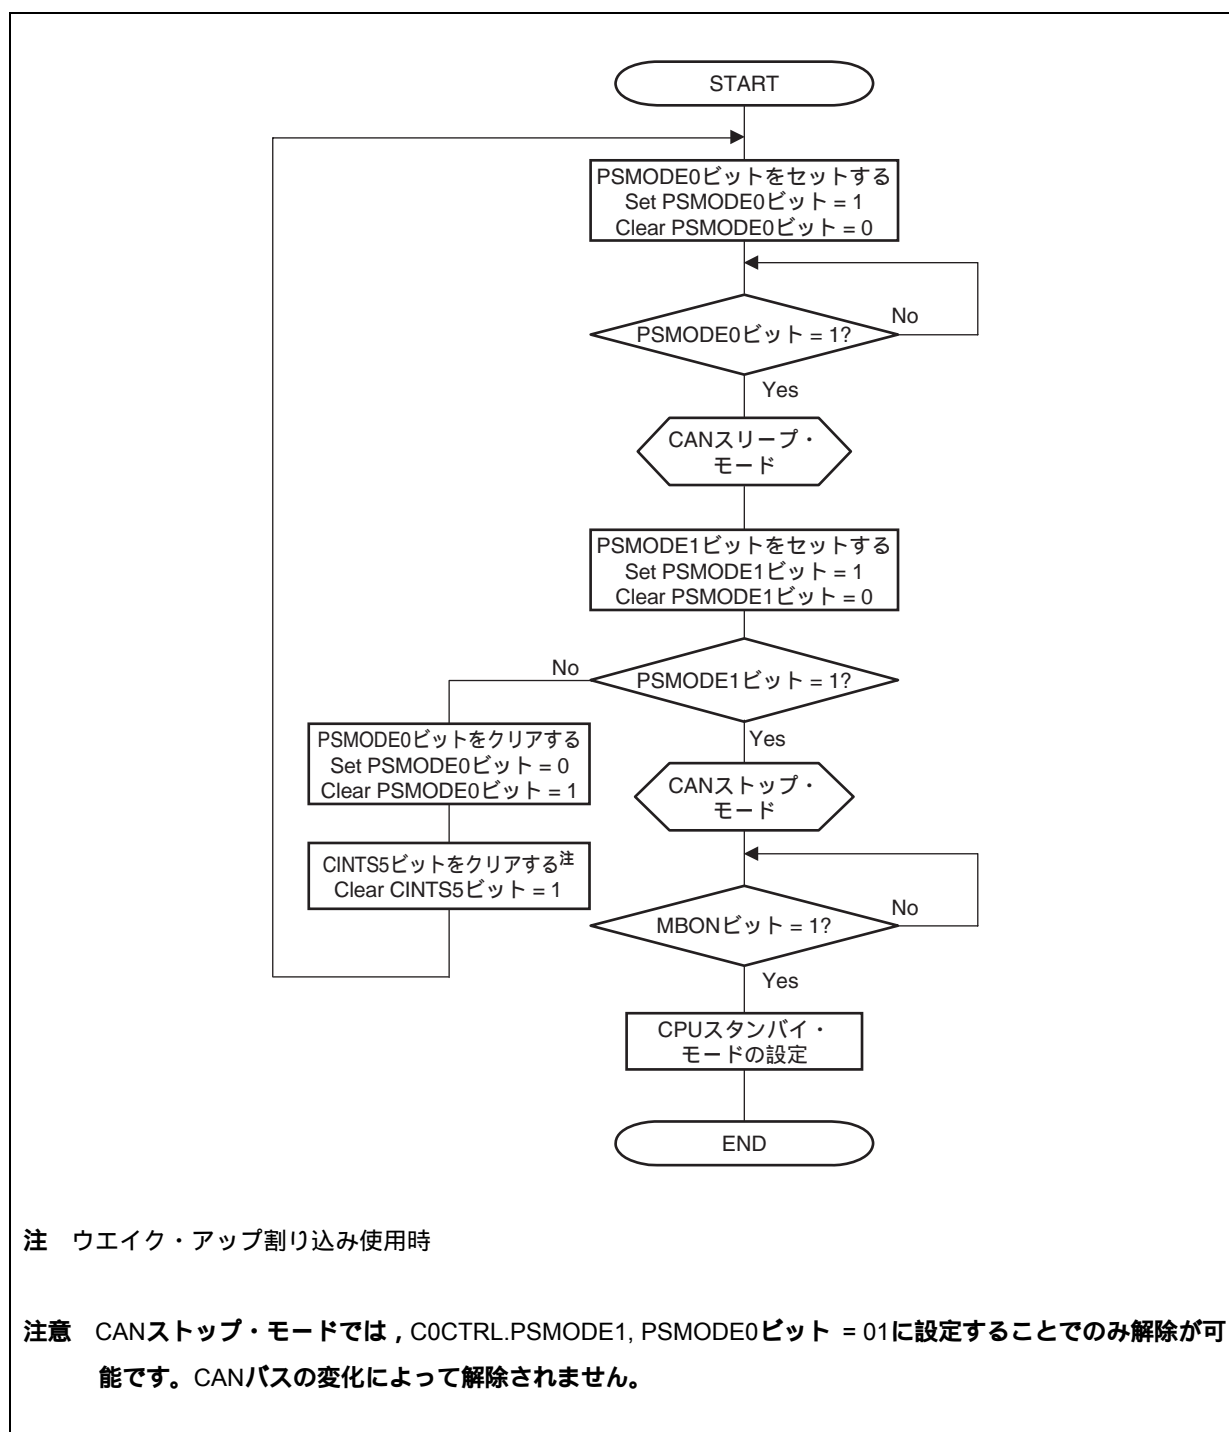 START
PSMODE0ビットをセットする
Set PSMODE0ビット = 1
Clear PSMODE0ビット = 0
PSMODE0ビット = 1?
No
Yes
CANスリープ・
モード
PSMODE1ビットをセットする
Set PSMODE1ビット = 1
Clear PSMODE1ビット = 0
PSMODE1ビット = 1?
No
Yes
PSMODE0ビットをクリアする
Set PSMODE0ビット = 0
Clear PSMODE0ビット = 1
CINTS5ビットをクリアする注
Clear CINTS5ビット = 1
CANストップ・
モード
MBONビット = 1?
No
Yes
CPUスタンバイ・
モードの設定
END
注 ウエイク・アップ割り込み使用時
注意 CANストップ・モードでは，C0CTRL.PSMODE1, PSMODE0ビット = 01に設定することでのみ解除が可
能です。CANバスの変化によって解除されません。